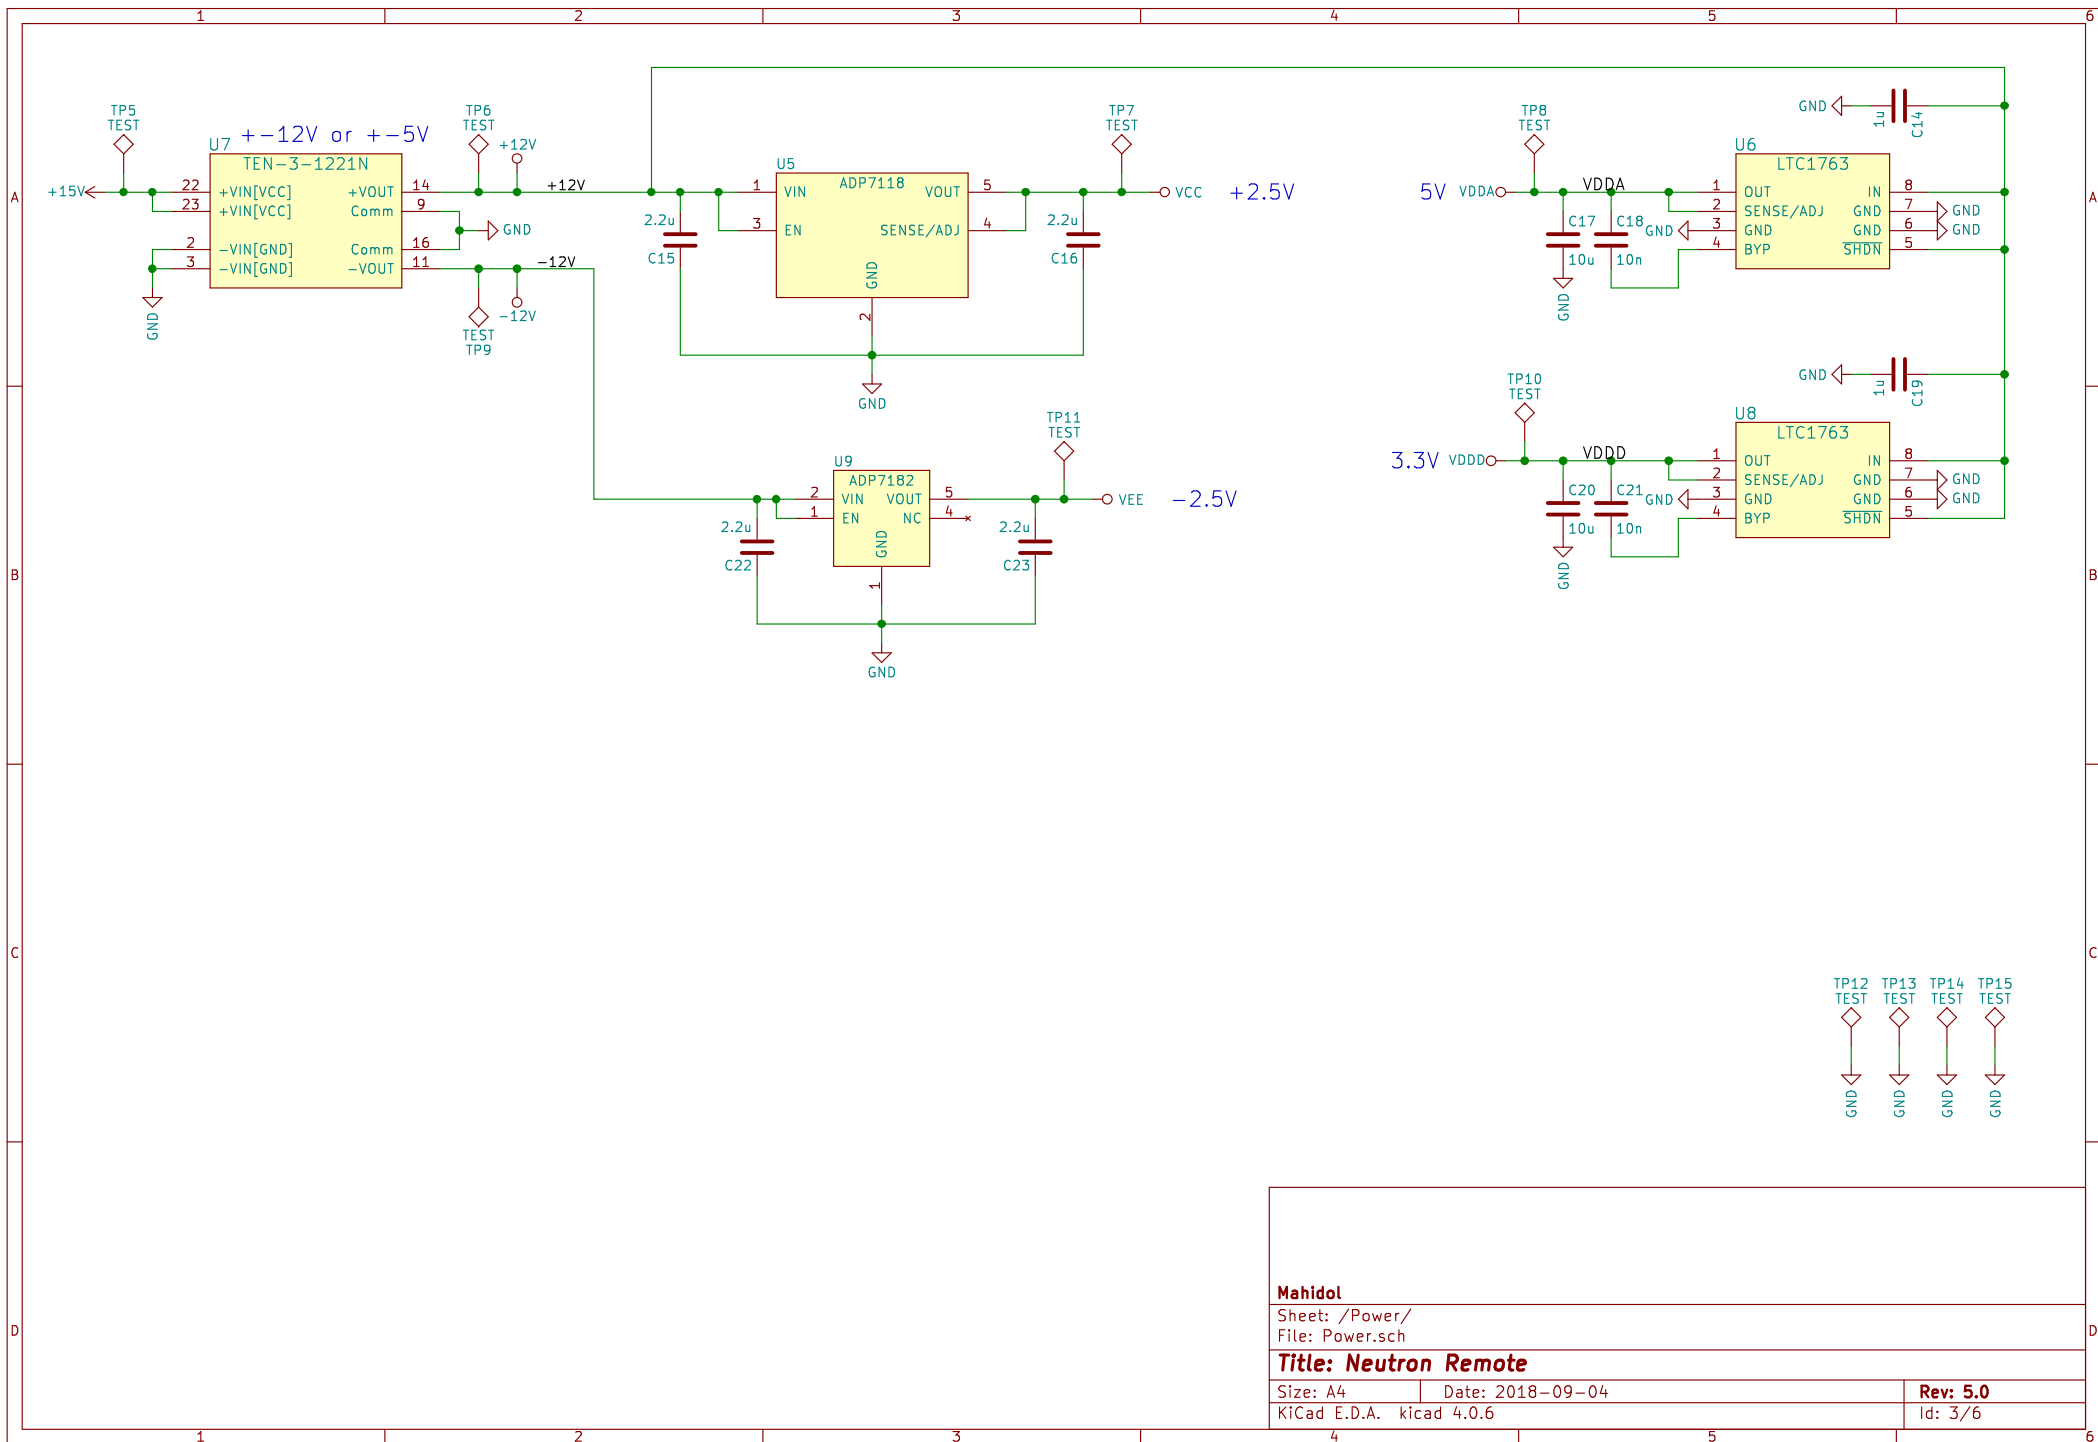 1 2 3 4 5 6
A
B
C
D
A
B
C
D
TP5
TEST
+15V
+-12V or +-5V
U7
TEN-3-1221N
22 +VIN[VCC] +VOUT 14
23 +VIN[VCC] Comm 9
2 -VIN[GND] Comm 16
3 -VIN[GND] -VOUT 11
GND
GND
TP6
TEST
+12V
+12V
-12V
-12V
TEST
TP9
U5
ADP7118
1 VIN VOUT 5
3 EN SENSE/ADJ 4
GND
2
2.2u
C15
2.2u
C16
GND
TP7
TEST
VCC +2.5V
U9
ADP7182
2 VIN VOUT 5
1 EN NC 4
GND
1
2.2u
C22
2.2u
C23
GND
TP11
TEST
VEE -2.5V
TP8
TEST
5V VDDA
VDDA
C17
10u
GND
C18
10n
GND
U6
LTC1763
1 OUT IN 8
2 SENSE/ADJ GND 7
3 GND GND 6
4 BYP SHDN 5
GND
GND
GND
1u
C14
TP10
TEST
3.3V VDDD
VDDD
C20
10u
GND
C21
10n
GND
U8
LTC1763
1 OUT IN 8
2 SENSE/ADJ GND 7
3 GND GND 6
4 BYP SHDN 5
GND
GND
GND
1u
C19
TP12 TP13 TP14 TP15
TEST TEST TEST TEST
GND GND GND GND
Mahidol
Sheet: /Power/
File: Power.sch
Title: Neutron Remote
Size: A4 Date: 2018-09-04 Rev: 5.0
KiCad E.D.A. kicad 4.0.6 Id: 3/6
1 2 3 4 5 6